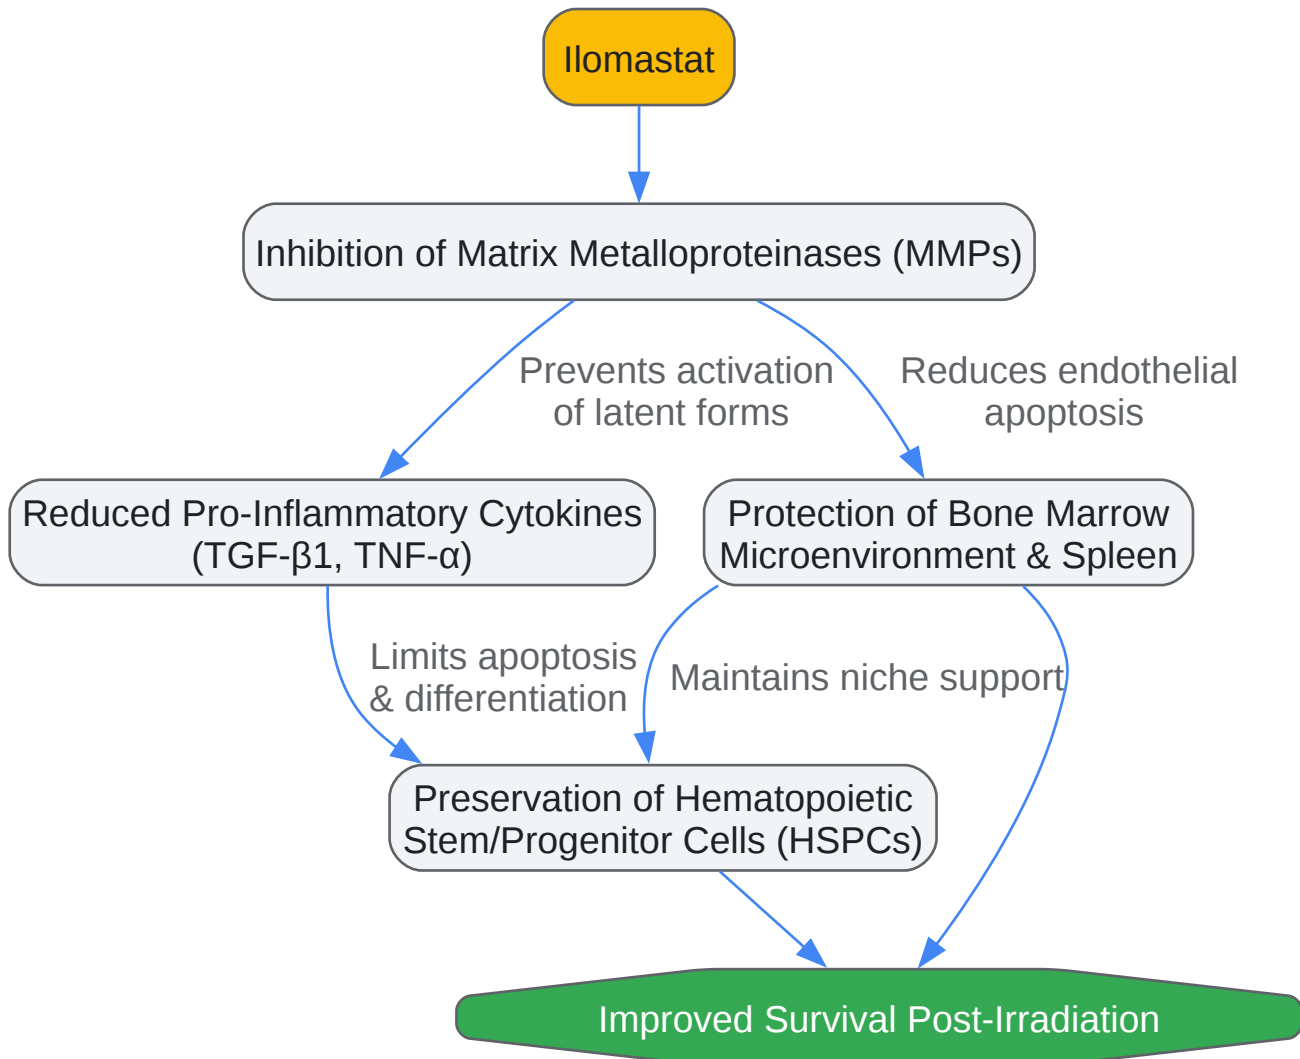 Ilomastat
Inhibition of Matrix Metalloproteinases (MMPs)
Prevents activation
of latent forms
Reduces endothelial
apoptosis
Reduced Pro-Inflammatory Cytokines
(TGF-β1, TNF-α)
Protection of Bone Marrow
Microenvironment & Spleen
Limits apoptosis
& differentiation
Maintains niche support
Preservation of Hematopoietic
Stem/Progenitor Cells (HSPCs)
Improved Survival Post-Irradiation